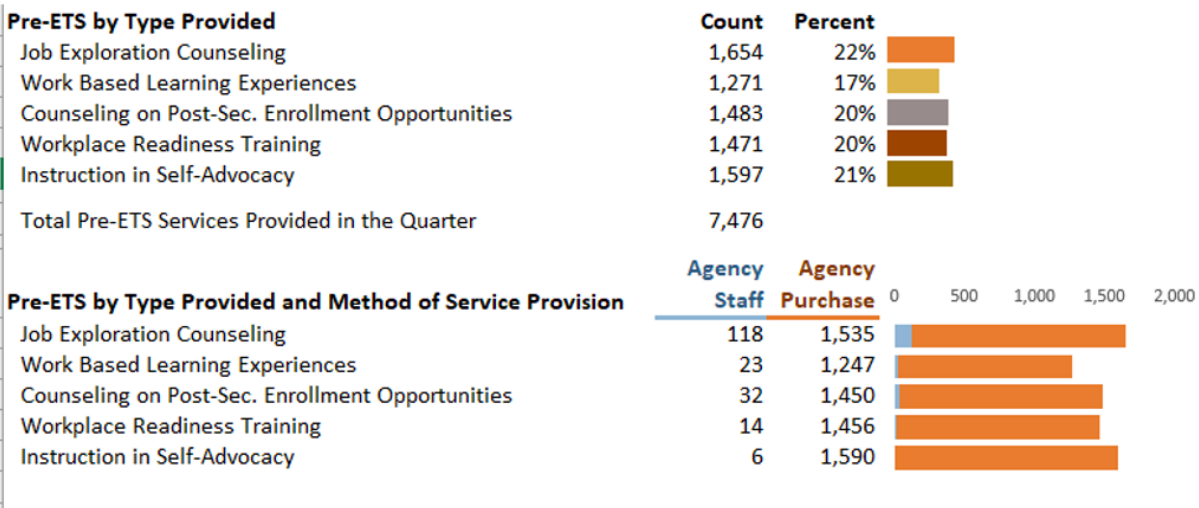 Pre-ETS by Type Provided Count Percent
Job Exploration Counseling 1,654 22%
Work Based Learning Experiences 1,271 17%
Counseling on Post-Sec. Enrollment Opportunities 1,483 20%
Workplace Readiness Training 1,471 20%
Instruction in Self-Advocacy 1,597 21%
Total Pre-ETS Services Provided in the Quarter 7,476
Agency Agency
Pre-ETS by Type Provided and Method of Service Provision Staff Purchase 0 500 1,000 1,500 2,000
Job Exploration Counseling 118 1,535
Work Based Learning Experiences 23 1,247
Counseling on Post-Sec. Enrollment Opportunities 32 1,450
Workplace Readiness Training 14 1,456
Instruction in Self-Advocacy 6 1,590